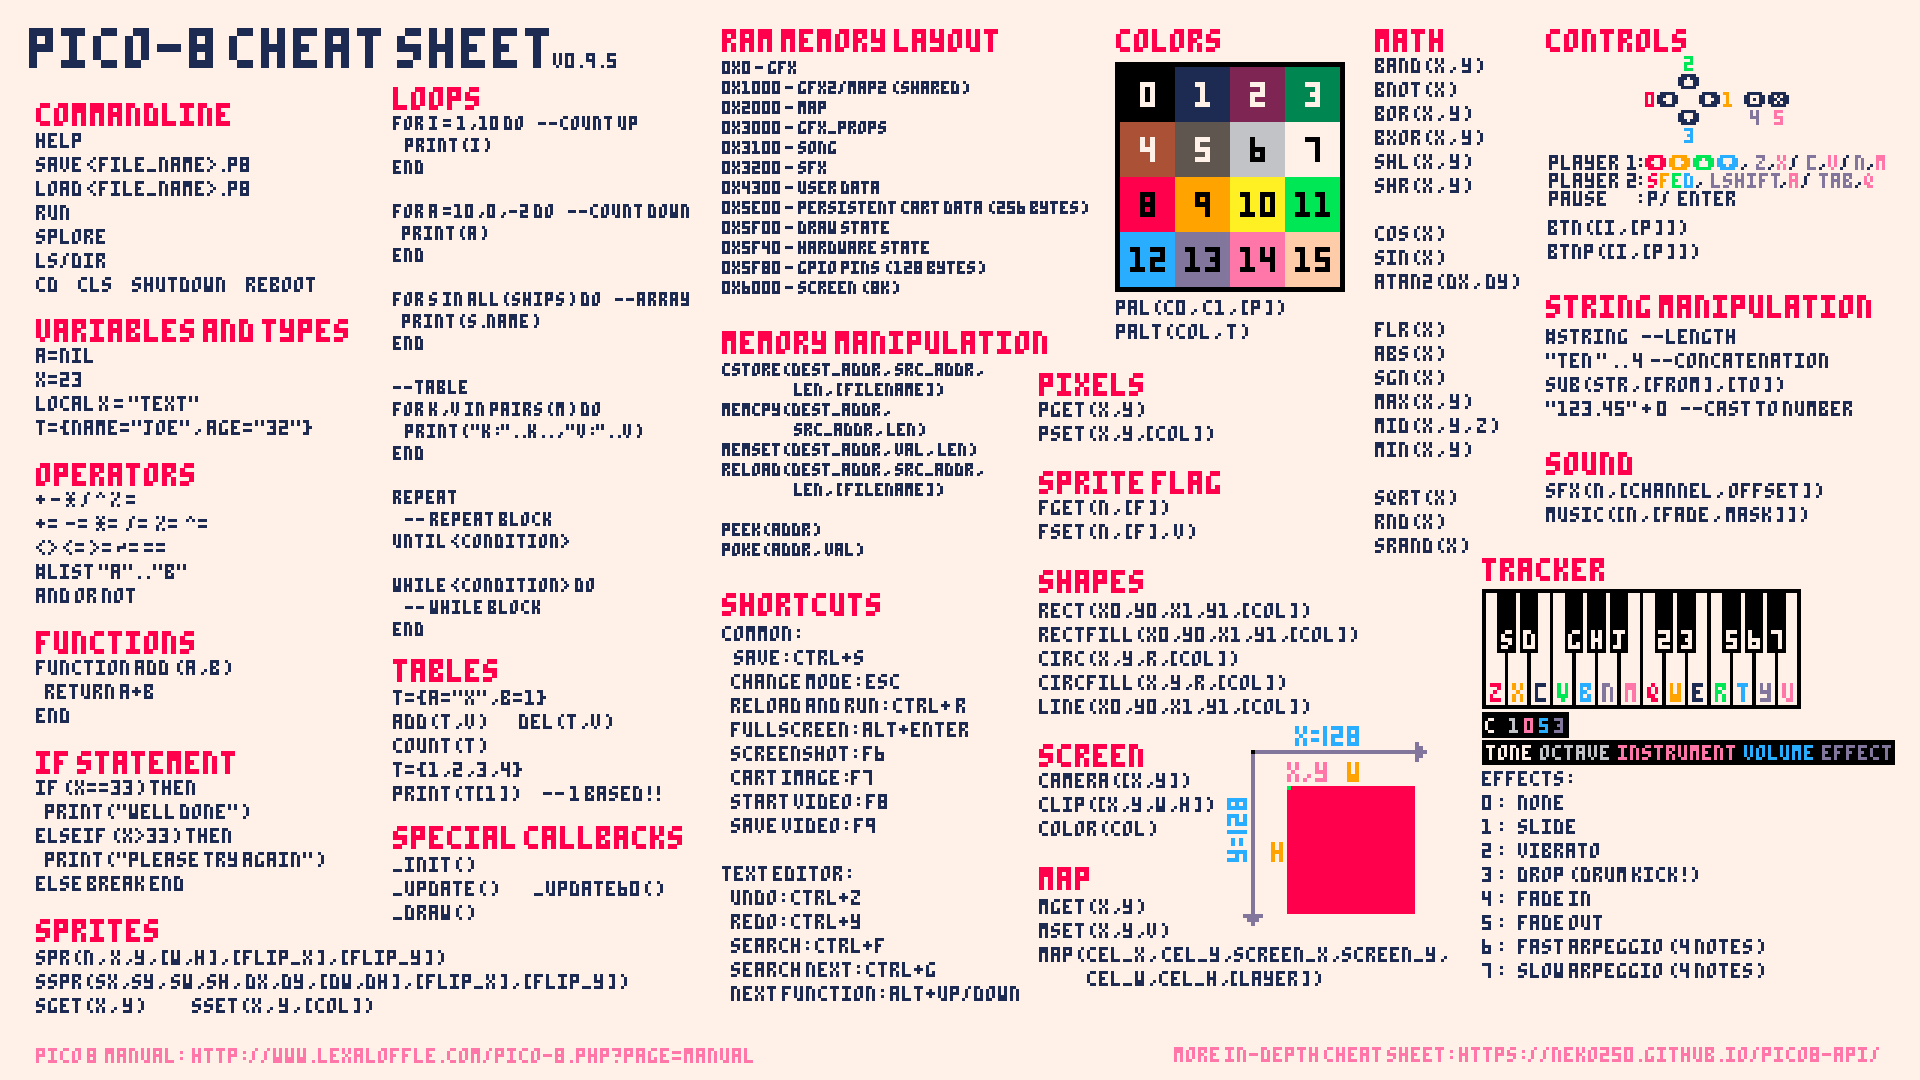 PICO-8 CHEAT SHEET V0.9.5
COMMANDLINE
HELP
SAVE <FILE_NAME>.P8
LOAD <FILE_NAME>.P8
RUN
SPLORE
LS/DIR
CD CLS SHUTDOWN REBOOT
VARIABLES AND TYPES
A=NIL
X=23
LOCAL X = "TEXT"
T={NAME="JOE",AGE="32"}
OPERATORS
+ - * / ^ % =
+= -= *= /= %= ^=
<> <= >= ~= ==
#LIST "A".."B"
AND OR NOT
FUNCTIONS
FUNCTION ADD (A,B)
RETURN A+B
END
IF STATEMENT
IF (X==33) THEN
PRINT("WELL DONE")
ELSEIF (X>33) THEN
PRINT("PLEASE TRY AGAIN")
ELSE BREAK END
SPRITES
SPR(N,X,Y,[W,H],[FLIP_X],[FLIP_Y])
SSPR(SX,SY,SW,SH,DX,DY,[DW,DH],[FLIP_X],[FLIP_Y])
SGET(X,Y) SSET(X,Y,[COL])
LOOPS
FOR I = 1,10 DO --COUNT UP
PRINT(I)
END
FOR A =10,0,-2 DO --COUNT DOWN
PRINT(A)
END
FOR S IN ALL(SHIPS) DO --ARRAY
PRINT(S.NAME)
END
--TABLE
FOR K,V IN PAIRS(M) DO
PRINT("K:"..K..,"V:"..V)
END
REPEAT
-- REPEAT BLOCK
UNTIL <CONDITION>
WHILE <CONDITION> DO
-- WHILE BLOCK
END
TABLES
T={A="X",B=1}
ADD(T,V) DEL(T,V)
COUNT(T)
T={1,2,3,4}
PRINT(T[1]) --1 BASED!!
SPECIAL CALLBACKS
_INIT()
_UPDATE() _UPDATE60()
_DRAW()
RAM MEMORY LAYOUT
0X0 - GFX
0X1000 - GFX2/MAP2 (SHARED)
0X2000 - MAP
0X3000 - GFX_PROPS
0X3100 - SONG
0X3200 - SFX
0X4300 - USER DATA
0X5E00 - PERSISTENT CART DATA (256 BYTES)
0X5F00 - DRAW STATE
0X5F40 - HARDWARE STATE
0X5F80 - GPIO PINS (128 BYTES)
0X6000 - SCREEN (8K)
MEMORY MANIPULATION
CSTORE(DEST_ADDR,SRC_ADDR,
LEN,[FILENAME])
MEMCPY(DEST_ADDR,
SRC_ADDR,LEN)
MEMSET(DEST_ADDR,VAL,LEN)
RELOAD(DEST_ADDR,SRC_ADDR,
LEN,[FILENAME])
PEEK(ADDR)
POKE(ADDR,VAL)
SHORTCUTS
COMMON:
SAVE:CTRL+S
CHANGE MODE:ESC
RELOAD AND RUN:CTRL+R
FULLSCREEN:ALT+ENTER
SCREENSHOT:F6
CART IMAGE:F7
START VIDEO:F8
SAVE VIDEO:F9
TEXT EDITOR:
UNDO:CTRL+Z
REDO:CTRL+Y
SEARCH:CTRL+F
SEARCH NEXT:CTRL+G
NEXT FUNCTION:ALT+UP/DOWN
COLORS
0 1 2 3
4 5 6 7
8 9 10 11
12 13 14 15
PAL(C0,C1,[P])
PALT(COL,T)
PIXELS
PGET(X,Y)
PSET(X,Y,[COL])
SPRITE FLAG
FGET(N,[F])
FSET(N,[F],V)
SHAPES
RECT(X0,Y0,X1,Y1,[COL])
RECTFILL(X0,Y0,X1,Y1,[COL])
CIRC(X,Y,R,[COL])
CIRCFILL(X,Y,R,[COL])
LINE(X0,Y0,X1,Y1,[COL])
SCREEN
CAMERA([X,Y])
CLIP([X,Y,W,H])
COLOR(COL)
X=128
X,Y W
Y=128
H
MAP
MGET(X,Y)
MSET(X,Y,V)
MAP(CEL_X,CEL_Y,SCREEN_X,SCREEN_Y,
CEL_W,CEL_H,[LAYER])
MATH
BAND(X,Y)
BNOT(X)
BOR(X,Y)
BXOR(X,Y)
SHL(X,Y)
SHR(X,Y)
COS(X)
SIN(X)
ATAN2(DX,DY)
FLR(X)
ABS(X)
SGN(X)
MAX(X,Y)
MID(X,Y,Z)
MIN(X,Y)
SQRT(X)
RND(X)
SRAND(X)
CONTROLS
2
0 1
4 5
3
PLAYER 1: , Z,X/ C,V/ N,M
PLAYER 2:SFED, LSHIFT,A/ TAB,Q
PAUSE :P/ ENTER
BTN([I,[P]])
BTNP([I,[P]])
STRING MANIPULATION
#STRING --LENGTH
"TEN"..4 --CONCATENATION
SUB(STR,[FROM],[TO])
"123.45"+0 --CAST TO NUMBER
SOUND
SFX(N,[CHANNEL,OFFSET])
MUSIC([N,[FADE,MASK]])
TRACKER
S D G H J 2 3 5 6 7
Z X C V B N M Q W E R T Y U
C 1053
TONE OCTAVE INSTRUMENT VOLUME EFFECT
EFFECTS:
0: NONE
1: SLIDE
2: VIBRATO
3: DROP (DRUM KICK!)
4: FADE IN
5: FADE OUT
6: FAST ARPEGGIO (4 NOTES)
7: SLOW ARPEGGIO (4 NOTES)
PICO 8 MANUAL: HTTP://WWW.LEXALOFFLE.COM/PICO-8.PHP?PAGE=MANUAL
MORE IN-DEPTH CHEAT SHEET:HTTPS://NEKO250.GITHUB.IO/PICO8-API/